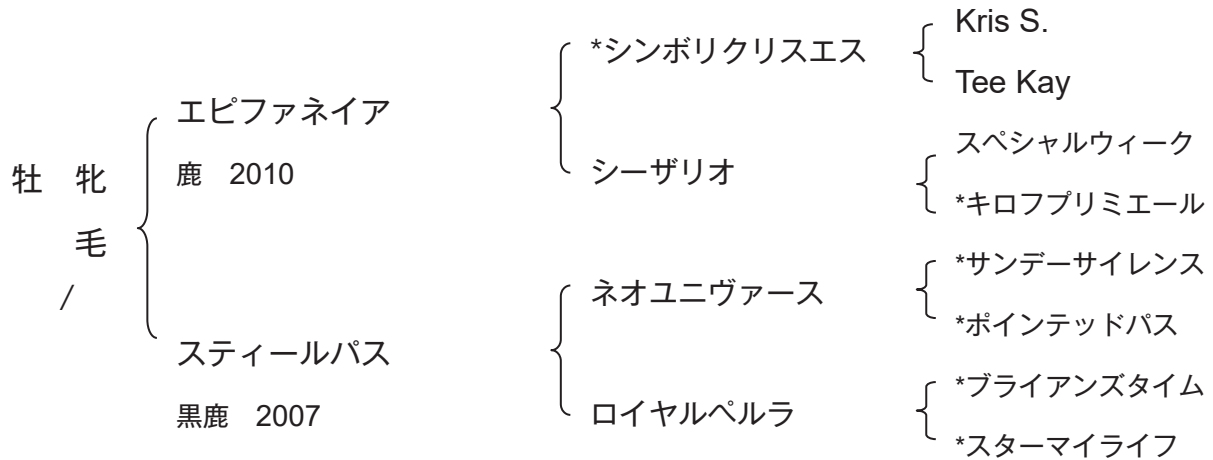 牡　牝
毛
/
エピファネイア
鹿　2010
スティールパス
黒鹿　2007
*シンボリクリスエス
シーザリオ
ネオユニヴァース
ロイヤルペルラ
Kris S.
Tee Kay
スペシャルウィーク
*キロフプリミエール
*サンデーサイレンス
*ポインテッドパス
*ブライアンズタイム
*スターマイライフ